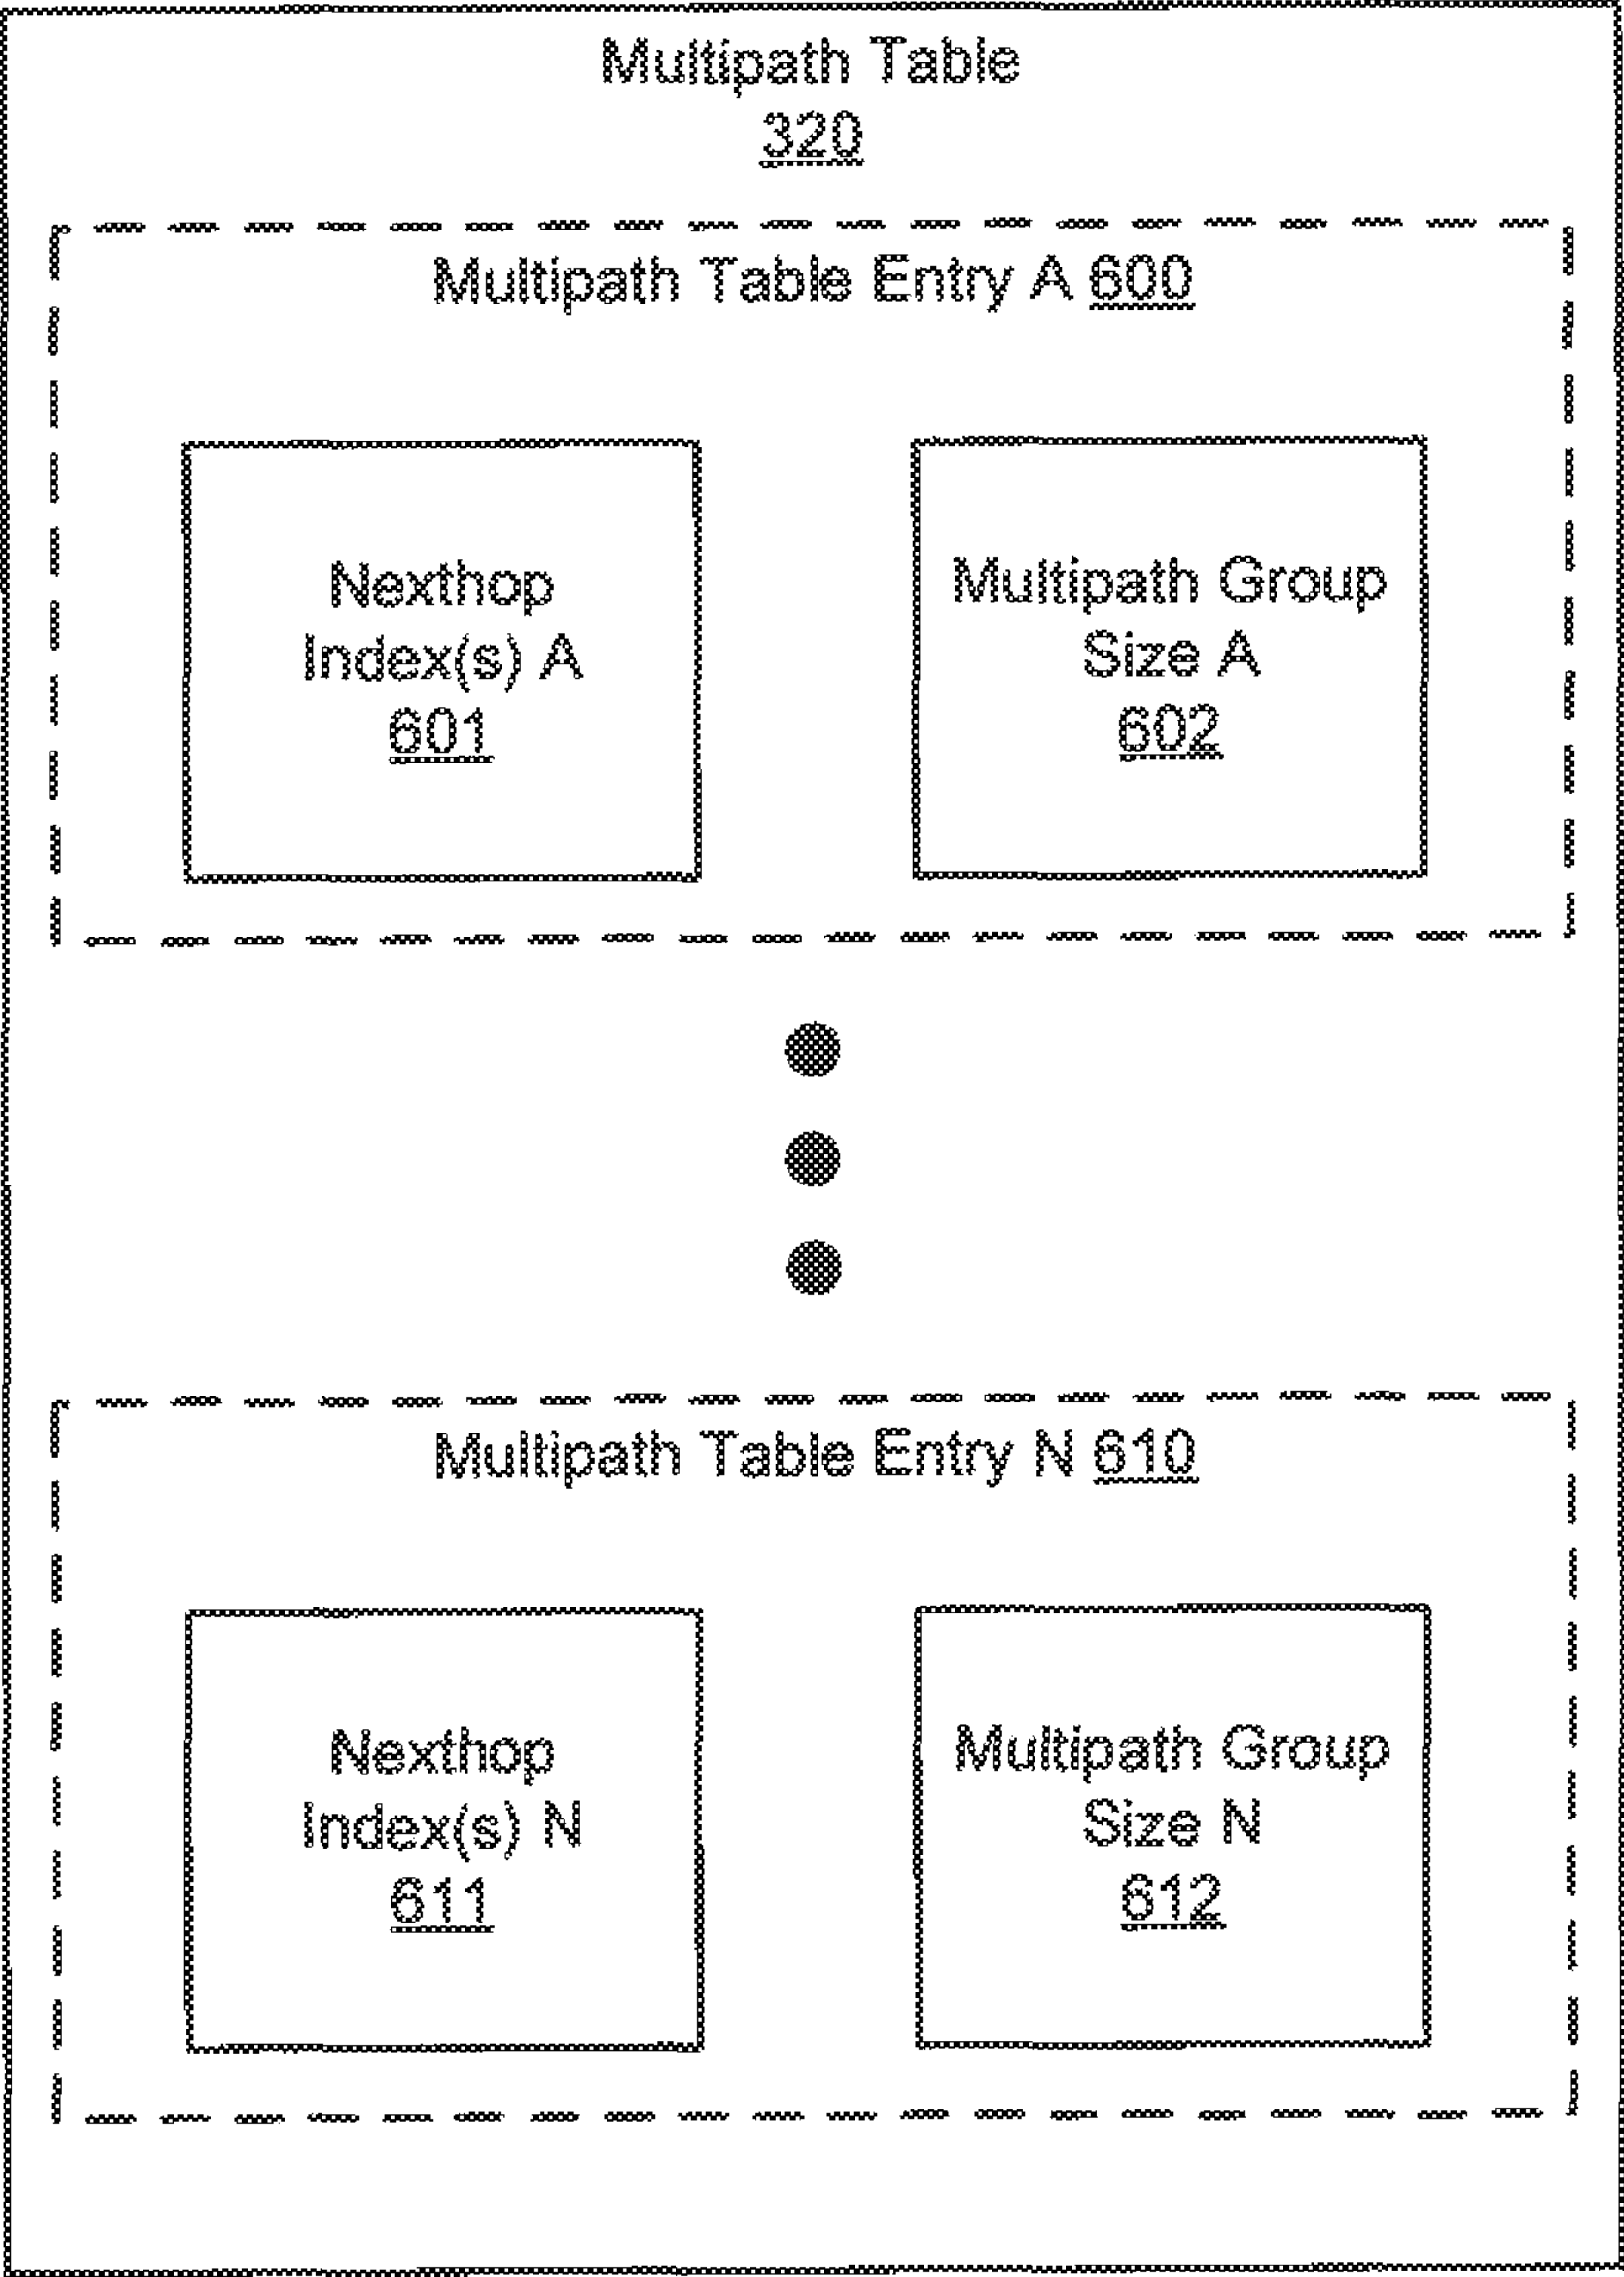 Multipath Table
320
Multipath Table Entry A 600
Nexthop
Index(s) A
601
Multipath Group
Size A
602
Multipath Table Entry N 610
Nexthop
Index(s) N
611
Multipath Group
Size N
612